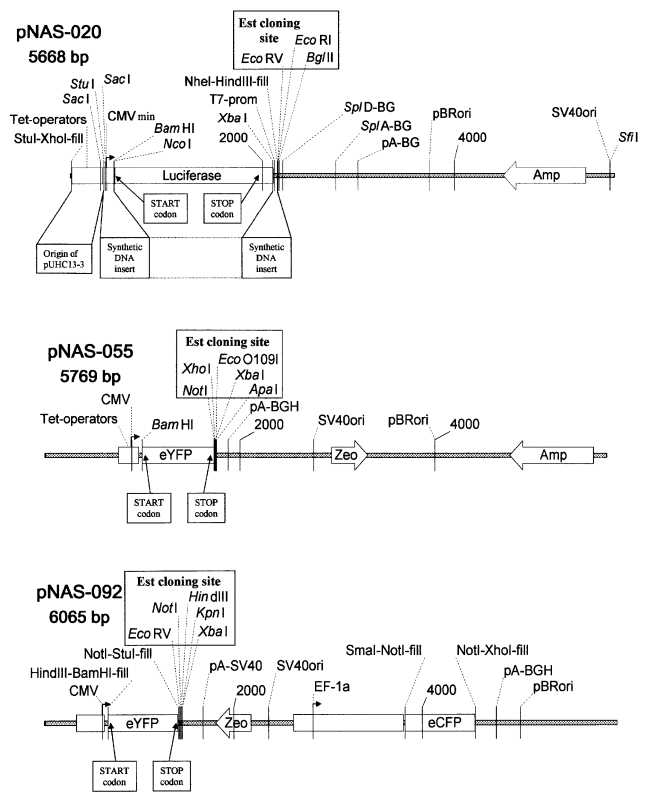 pNAS-020
5668 bp
Est cloning
site
Eco RI
Eco RV
Bgl II
Stu I
Sac I
Sac I
NheI-HindIII-fill
T7-prom
Xba I
2000
Tet-operators
StuI-XhoI-fill
CMV min
Bam HI
Nco I
Spl D-BG
Spl A-BG
pA-BG
pBRori
4000
SV40ori
Sfi I
Luciferase
Amp
START
codon
STOP
codon
Origin of
pUHC13-3
Synthetic
DNA
insert
Synthetic
DNA
insert
pNAS-055
5769 bp
Est cloning site
Eco O109I
Xho I
Xba I
Not I
Apa I
CMV
Tet-operators
Bam HI
pA-BGH
2000
SV40ori
pBRori
4000
eYFP
Zeo
Amp
START
codon
STOP
codon
pNAS-092
6065 bp
Est cloning site
Hin dIII
Not I
Kpn I
Eco RV
Xba I
NotI-StuI-fill
HindIII-BamHI-fill
CMV
pA-SV40
SV40ori
2000
EF-1a
SmaI-NotI-fill
NotI-XhoI-fill
4000
pA-BGH
pBRori
eYFP
Zeo
eCFP
START
codon
STOP
codon